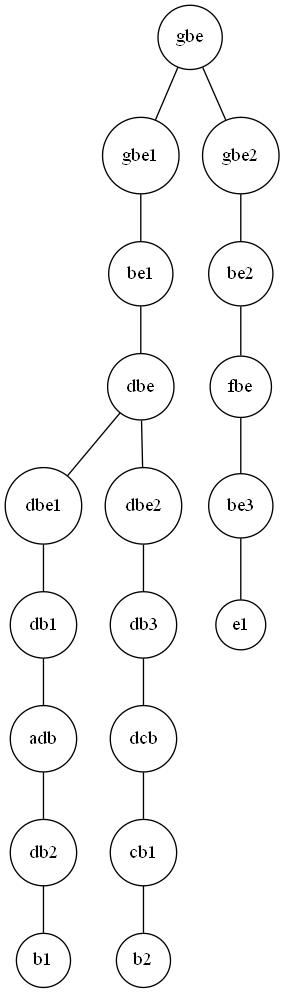 gbe
gbe1 gbe2
be1 be2
dbe fbe
dbe1 dbe2 be3
db1 db3 e1
adb dcb
db2 cb1
b1 b2